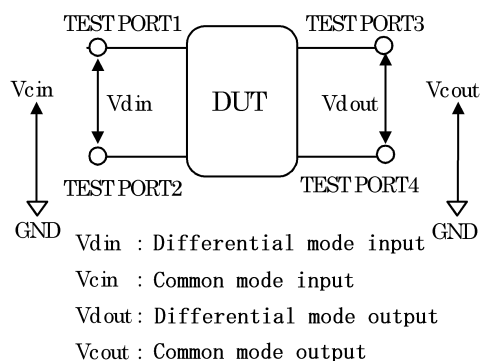 TEST PORT1 TEST PORT3
Vcin Vdin DUT Vdout Vcout
TEST PORT2 TEST PORT4
GND GND
Vdin : Differential mode input
Vcin : Common mode input
Vdout : Differential mode output
Vcout : Common mode output